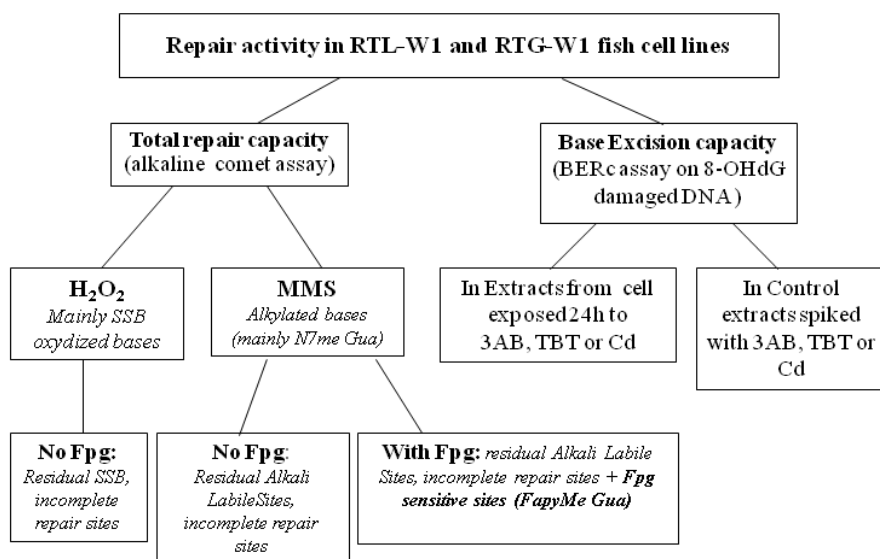 Repair activity in RTL-W1 and RTG-W1 fish cell lines
Total repair capacity
(alkaline comet assay)
Base Excision capacity
(BERc assay on 8-OHdG
damaged DNA)
H₂O₂
Mainly SSB
oxydized bases
MMS
Alkylated bases
(mainly N7me Gua)
In Extracts from cell
exposed 24h to
3AB, TBT or Cd
In Control
extracts spiked
with 3AB, TBT or
Cd
No Fpg:
Residual SSB,
incomplete
repair sites
No Fpg:
Residual Alkali
LabileSites,
incomplete repair
sites
With Fpg: residual Alkali Labile
Sites, incomplete repair sites + Fpg
sensitive sites (FapyMe Gua)